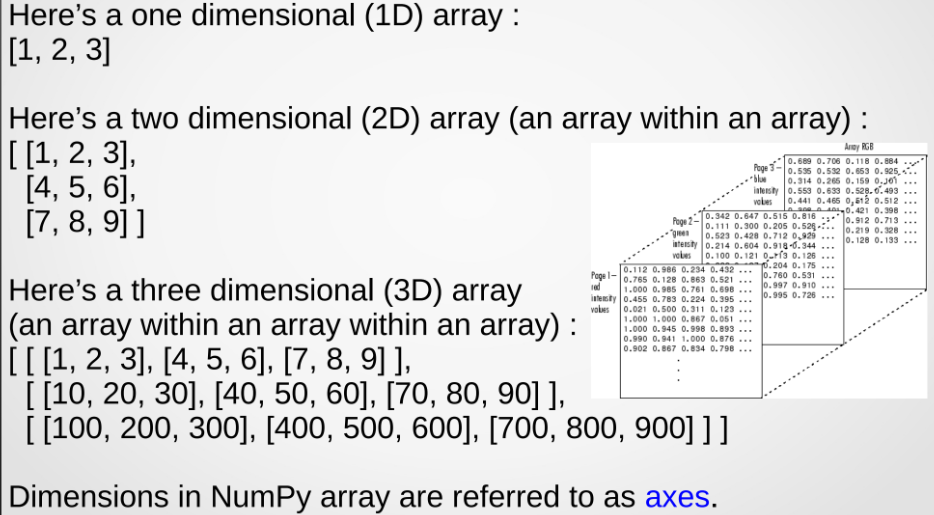 Here's a one dimensional (1D) array :
[1, 2, 3]
Here's a two dimensional (2D) array (an array within an array) :
[ [1, 2, 3],
[4, 5, 6],
[7, 8, 9] ]
Here's a three dimensional (3D) array
(an array within an array within an array) :
[ [ [1, 2, 3], [4, 5, 6], [7, 8, 9] ],
[ [10, 20, 30], [40, 50, 60], [70, 80, 90] ],
[ [100, 200, 300], [400, 500, 600], [700, 800, 900] ] ]
Dimensions in NumPy array are referred to as axes.
Array RGB
Page 3 –
blue
intensity
values
0.689 0.706 0.118 0.884 ...
0.535 0.532 0.653 0.925 ...
0.314 0.265 0.159 0.101 ...
0.553 0.633 0.528 0.493 ...
0.441 0.465 0.512 0.512 ...
0.421 0.398 ...
0.912 0.713 ...
0.219 0.328 ...
0.128 0.133 ...
Page 2 –
green
intensity
values
0.342 0.647 0.515 0.816 ...
0.111 0.300 0.205 0.526 ...
0.523 0.428 0.712 0.929 ...
0.214 0.604 0.918 0.344 ...
0.100 0.121 0.113 0.126 ...
0.204 0.175 ...
0.760 0.531 ...
0.997 0.910 ...
0.995 0.726 ...
Page 1 –
red
intensity
values
0.112 0.986 0.234 0.432 ...
0.765 0.128 0.863 0.521 ...
1.000 0.985 0.761 0.698 ...
0.455 0.783 0.224 0.395 ...
0.021 0.500 0.311 0.123 ...
1.000 1.000 0.867 0.051 ...
1.000 0.945 0.998 0.893 ...
0.990 0.941 1.000 0.876 ...
0.902 0.867 0.834 0.798 ...